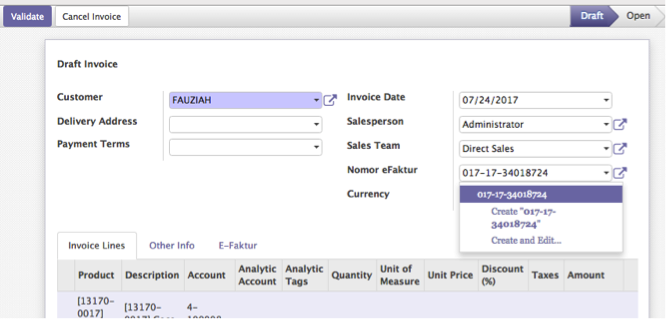 Validate Cancel Invoice Draft Open
Draft Invoice
Customer FAUZIAH Invoice Date 07/24/2017
Delivery Address Salesperson Administrator
Payment Terms Sales Team Direct Sales
Nomor eFaktur 017-17-34018724
Currency 017-17-34018724
Create "017-17-
34018724"
Create and Edit...
Invoice Lines Other Info E-Faktur
Product Description Account Analytic Account Analytic Tags Quantity Unit of Measure Unit Price Discount (%) Taxes Amount
[13170- [13170- 4-
0017]